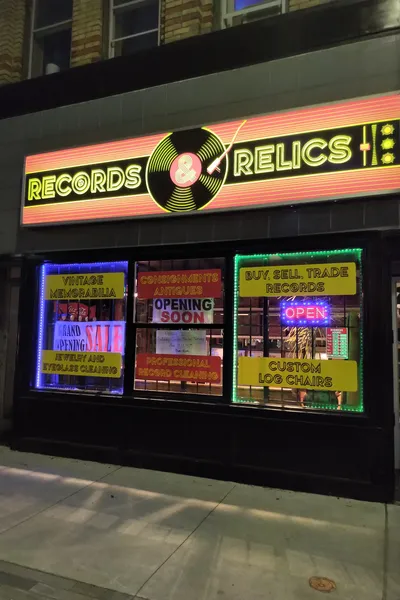 RECORDS & RELICS
VINTAGE
MEMORABILIA
GRAND
OPENING SALE
JEWELRY AND
EYEGLASS CLEANING
CONSIGNMENTS
ANTIQUES
OPENING
SOON
PROFESSIONAL
RECORD CLEANING
BUY, SELL, TRADE
RECORDS
OPEN
CUSTOM
LOG CHAIRS